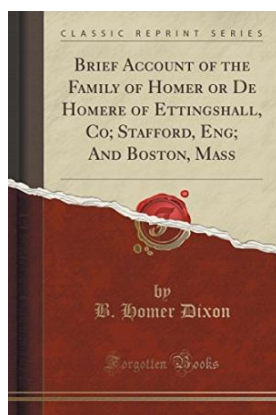 CLASSIC REPRINT SERIES
BRIEF ACCOUNT OF THE
FAMILY OF HOMER OR DE
HOMERE OF ETTINGSHALL,
CO; STAFFORD, ENG;
AND BOSTON, MASS
by
B. Homer Dixon
Forgotten Books